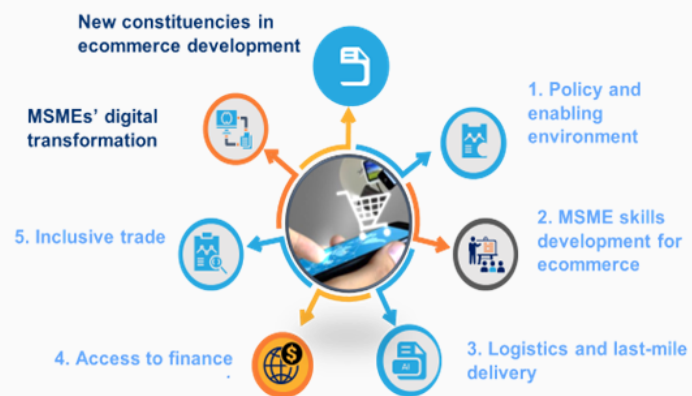 New constituencies in
ecommerce development
1. Policy and
enabling
environment
MSMEs’ digital
transformation
2. MSME skills
development for
ecommerce
5. Inclusive trade
3. Logistics and last-mile
delivery
4. Access to finance
.
$
AI